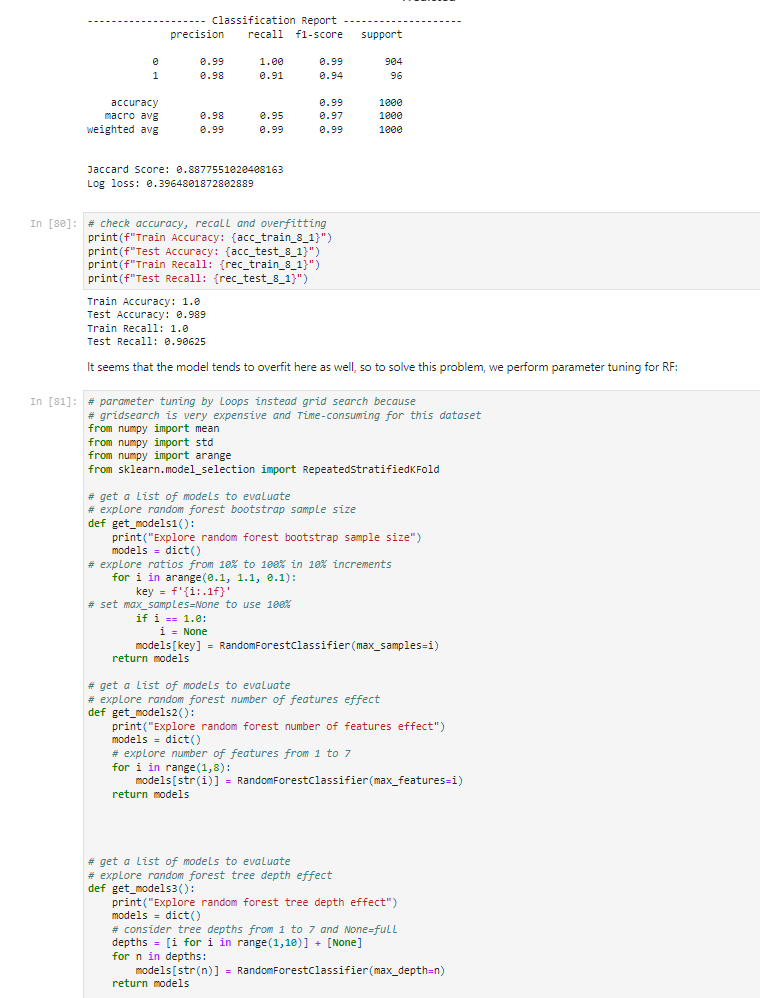 -------------------- Classification Report --------------------
precision recall f1-score support
0 0.99 1.00 0.99 904
1 0.98 0.91 0.94 96
accuracy 0.99 1000
macro avg 0.98 0.95 0.97 1000
weighted avg 0.99 0.99 0.99 1000
Jaccard Score: 0.8877551020408163
Log loss: 0.3964801872802889
In [80]: # check accuracy, recall and overfitting
print(f"Train Accuracy: {acc_train_8_1}")
print(f"Test Accuracy: {acc_test_8_1}")
print(f"Train Recall: {rec_train_8_1}")
print(f"Test Recall: {rec_test_8_1}")
Train Accuracy: 1.0
Test Accuracy: 0.989
Train Recall: 1.0
Test Recall: 0.90625
It seems that the model tends to overfit here as well, so to solve this problem, we perform parameter tuning for RF:
In [81]: # parameter tuning by Loops instead grid search because
# gridsearch is very expensive and Time-consuming for this dataset
from numpy import mean
from numpy import std
from numpy import arange
from sklearn.model_selection import RepeatedStratifiedKFold
# get a list of models to evaluate
# explore random forest bootstrap sample size
def get_models1():
    print("Explore random forest bootstrap sample size")
    models = dict()
# explore ratios from 10% to 100% in 10% increments
    for i in arange(0.1, 1.1, 0.1):
        key = f'{i:.1f}'
# set max_samples=None to use 100%
        if i == 1.0:
            i = None
        models[key] = RandomForestClassifier(max_samples=i)
    return models
# get a list of models to evaluate
# explore random forest number of features effect
def get_models2():
    print("Explore random forest number of features effect")
    models = dict()
    # explore number of features from 1 to 7
    for i in range(1,8):
        models[str(i)] = RandomForestClassifier(max_features=i)
    return models
# get a list of models to evaluate
# explore random forest tree depth effect
def get_models3():
    print("Explore random forest tree depth effect")
    models = dict()
    # consider tree depths from 1 to 7 and None=full
    depths = [i for i in range(1,10)] + [None]
    for n in depths:
        models[str(n)] = RandomForestClassifier(max_depth=n)
    return models